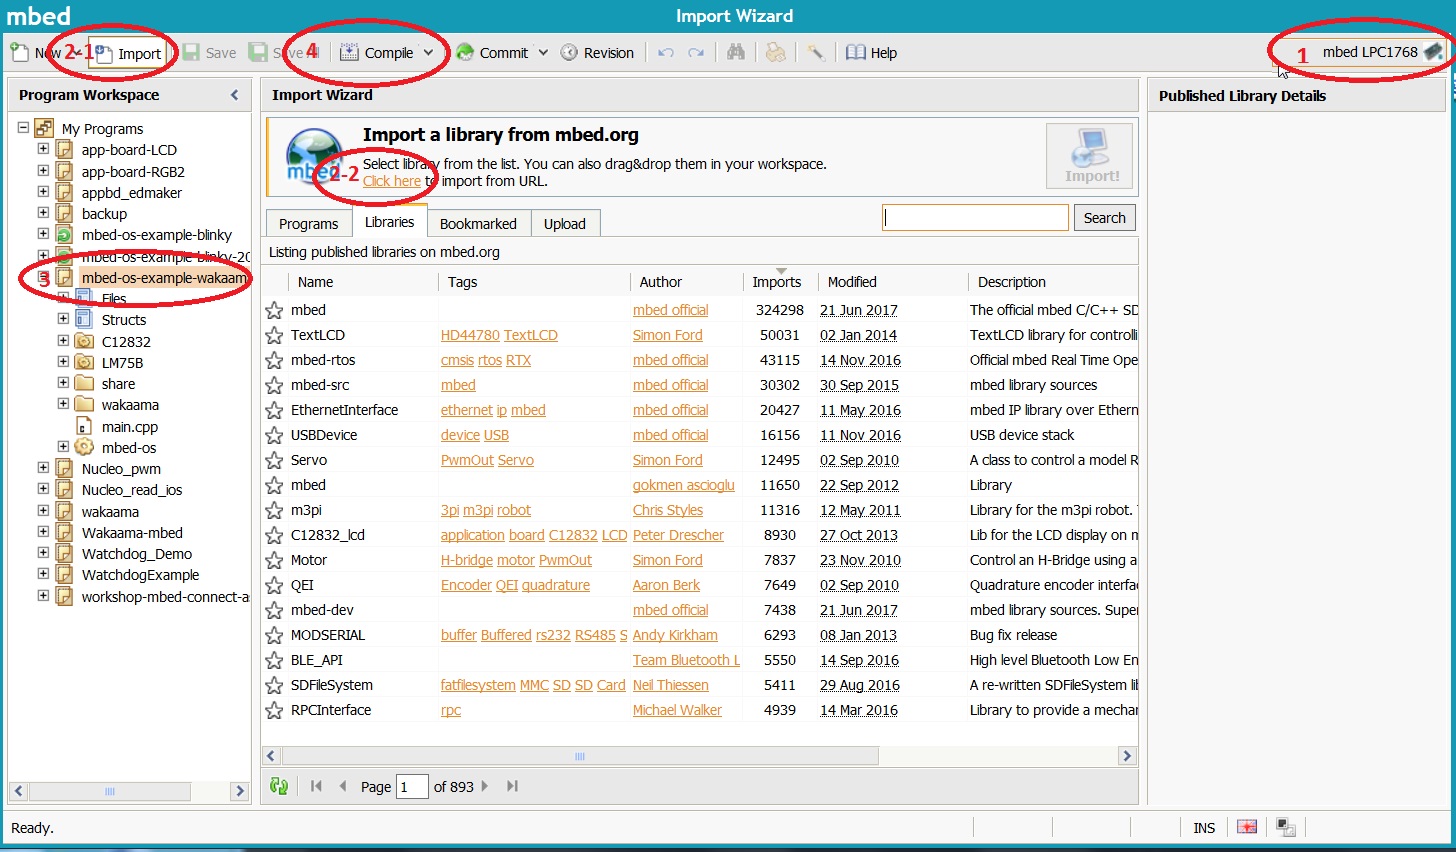 mbed
Import Wizard
New 2-1 Import Save Save 4 Compile Commit Revision Help 1 mbed LPC1768
Program Workspace
My Programs
app-board-LCD
app-board-RGB2
appbd_edmaker
backup
mbed-os-example-blinky
mbed-os-example-blinky-20
3 mbed-os-example-wakaam
Files
Structs
C12832
LM75B
share
wakaama
main.cpp
mbed-os
Nucleo_pwm
Nucleo_read_ios
wakaama
Wakaama-mbed
Watchdog_Demo
WatchdogExample
workshop-mbed-connect-a
Import Wizard
mbed
Import a library from mbed.org
Select library from the list. You can also drag&drop them in your workspace.
2-2 Click here to import from URL.
Import!
Programs Libraries Bookmarked Upload Search
Listing published libraries on mbed.org
Name Tags Author Imports Modified Description
mbed mbed official 324298 21 Jun 2017 The official mbed C/C++ SD
TextLCD HD44780 TextLCD Simon Ford 50031 02 Jan 2014 TextLCD library for controlli
mbed-rtos cmsis rtos RTX mbed official 43115 14 Nov 2016 Official mbed Real Time Ope
mbed-src mbed mbed official 30302 30 Sep 2015 mbed library sources
EthernetInterface ethernet ip mbed mbed official 20427 11 May 2016 mbed IP library over Ethern
USBDevice device USB mbed official 16156 11 Nov 2016 USB device stack
Servo PwmOut Servo Simon Ford 12495 02 Sep 2010 A class to control a model R
mbed gokmen ascioglu 11650 22 Sep 2012 Library
m3pi 3pi m3pi robot Chris Styles 11316 12 May 2011 Library for the m3pi robot.
C12832_lcd application board C12832 LCD Peter Drescher 8930 27 Oct 2013 Lib for the LCD display on m
Motor H-bridge motor PwmOut Simon Ford 7837 23 Nov 2010 Control an H-Bridge using a
QEI Encoder QEI quadrature Aaron Berk 7649 02 Sep 2010 Quadrature encoder interfa
mbed-dev mbed official 7438 21 Jun 2017 mbed library sources. Super
MODSERIAL buffer Buffered rs232 RS485 S Andy Kirkham 6293 08 Jan 2013 Bug fix release
BLE_API Team Bluetooth L 5550 14 Sep 2016 High level Bluetooth Low En
SDFileSystem fatfilesystem MMC SD SD Card Neil Thiessen 5411 29 Aug 2016 A re-written SDFileSystem lib
RPCInterface rpc Michael Walker 4939 14 Mar 2016 Library to provide a mechar
Page 1 of 893
Published Library Details
Ready.
INS